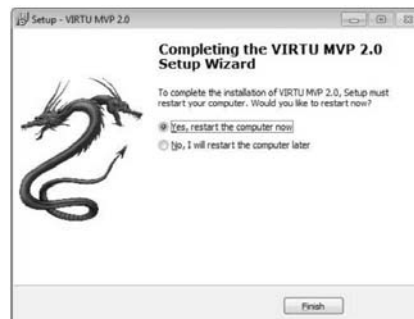 Setup - VIRTU MVP 2.0
Completing the VIRTU MVP 2.0
Setup Wizard
To complete the installation of VIRTU MVP 2.0, Setup must
restart your computer. Would you like to restart now?
Yes, restart the computer now
No, I will restart the computer later
Finish